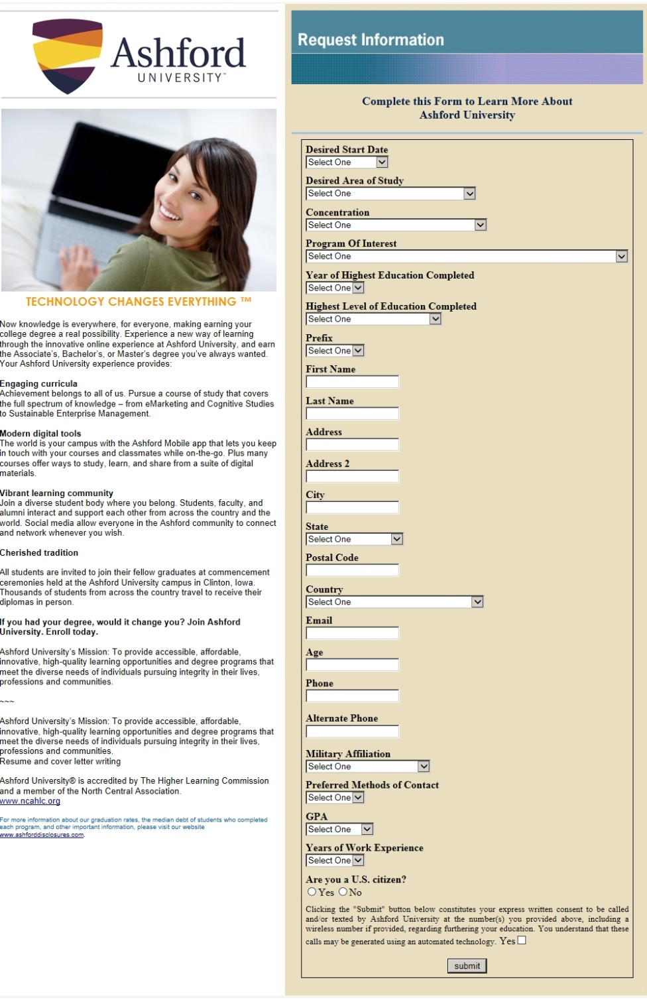 Ashford
UNIVERSITY™
TECHNOLOGY CHANGES EVERYTHING ™
Now knowledge is everywhere, for everyone, making earning your
college degree a real possibility. Experience a new way of learning
through the innovative online experience at Ashford University, and earn
the Associate's, Bachelor's, or Master's degree you've always wanted.
Your Ashford University experience provides:
Engaging curricula
Achievement belongs to all of us. Pursue a course of study that covers
the full spectrum of knowledge – from eMarketing and Cognitive Studies
to Sustainable Enterprise Management.
Modern digital tools
The world is your campus with the Ashford Mobile app that lets you keep
in touch with your courses and classmates while on-the-go. Plus many
courses offer ways to study, learn, and share from a suite of digital
materials.
Vibrant learning community
Join a diverse student body where you belong. Students, faculty, and
alumni interact and support each other from across the country and the
world. Social media allow everyone in the Ashford community to connect
and network whenever you wish.
Cherished tradition
All students are invited to join their fellow graduates at commencement
ceremonies held at the Ashford University campus in Clinton, Iowa.
Thousands of students from across the country travel to receive their
diplomas in person.
If you had your degree, would it change you? Join Ashford
University. Enroll today.
Ashford University's Mission: To provide accessible, affordable,
innovative, high-quality learning opportunities and degree programs that
meet the diverse needs of individuals pursuing integrity in their lives,
professions and communities.
~~~
Ashford University's Mission: To provide accessible, affordable,
innovative, high-quality learning opportunities and degree programs that
meet the diverse needs of individuals pursuing integrity in their lives,
professions and communities.
Resume and cover letter writing
Ashford University® is accredited by The Higher Learning Commission
and a member of the North Central Association.
www.ncahlc.org
For more information about our graduation rates, the median debt of students who completed
each program, and other important information, please visit our website
www.ashforddisclosures.com.
Request Information
Complete this Form to Learn More About
Ashford University
Desired Start Date
Select One
Desired Area of Study
Select One
Concentration
Select One
Program Of Interest
Select One
Year of Highest Education Completed
Select One
Highest Level of Education Completed
Select One
Prefix
Select One
First Name
Last Name
Address
Address 2
City
State
Select One
Postal Code
Country
Select One
Email
Age
Phone
Alternate Phone
Military Affiliation
Select One
Preferred Methods of Contact
Select One
GPA
Select One
Years of Work Experience
Select One
Are you a U.S. citizen?
Yes No
Clicking the "Submit" button below constitutes your express written consent to be called
and/or texted by Ashford University at the number(s) you provided above, including a
wireless number if provided, regarding furthering your education. You understand that these
calls may be generated using an automated technology. Yes
submit